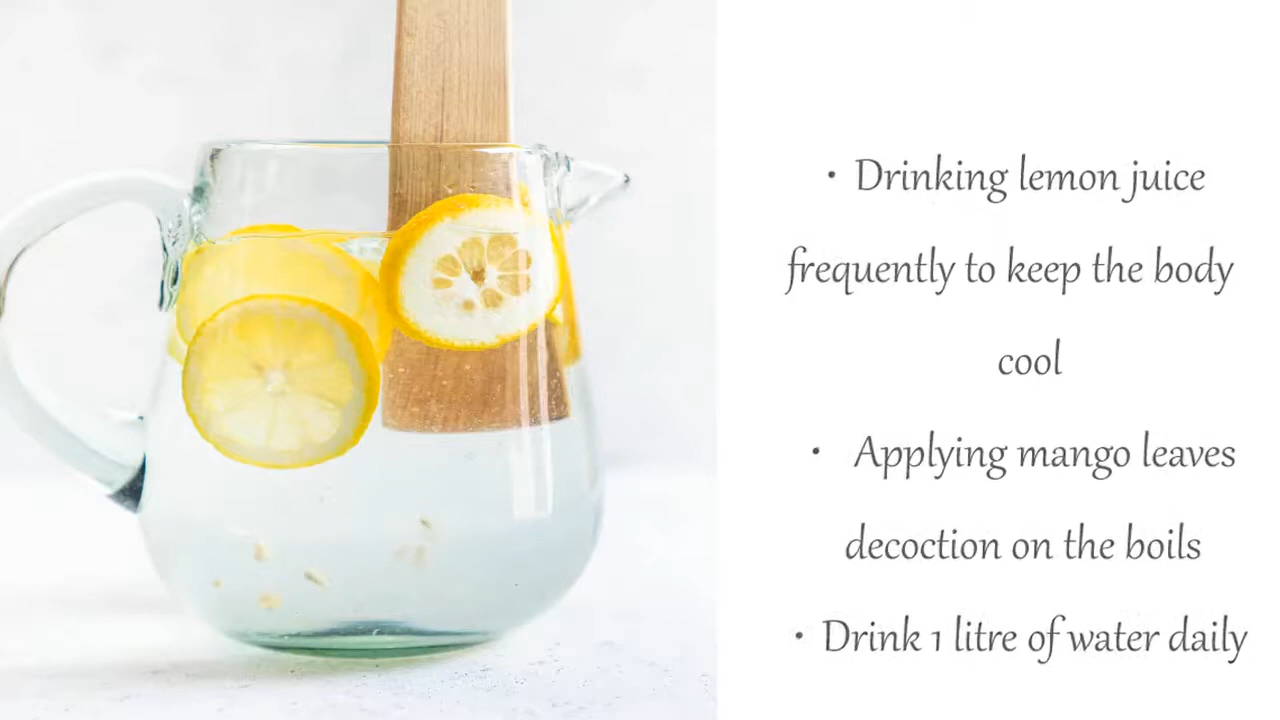 • Drinking lemon juice
frequently to keep the body
cool
• Applying mango leaves
decoction on the boils
• Drink 1 litre of water daily